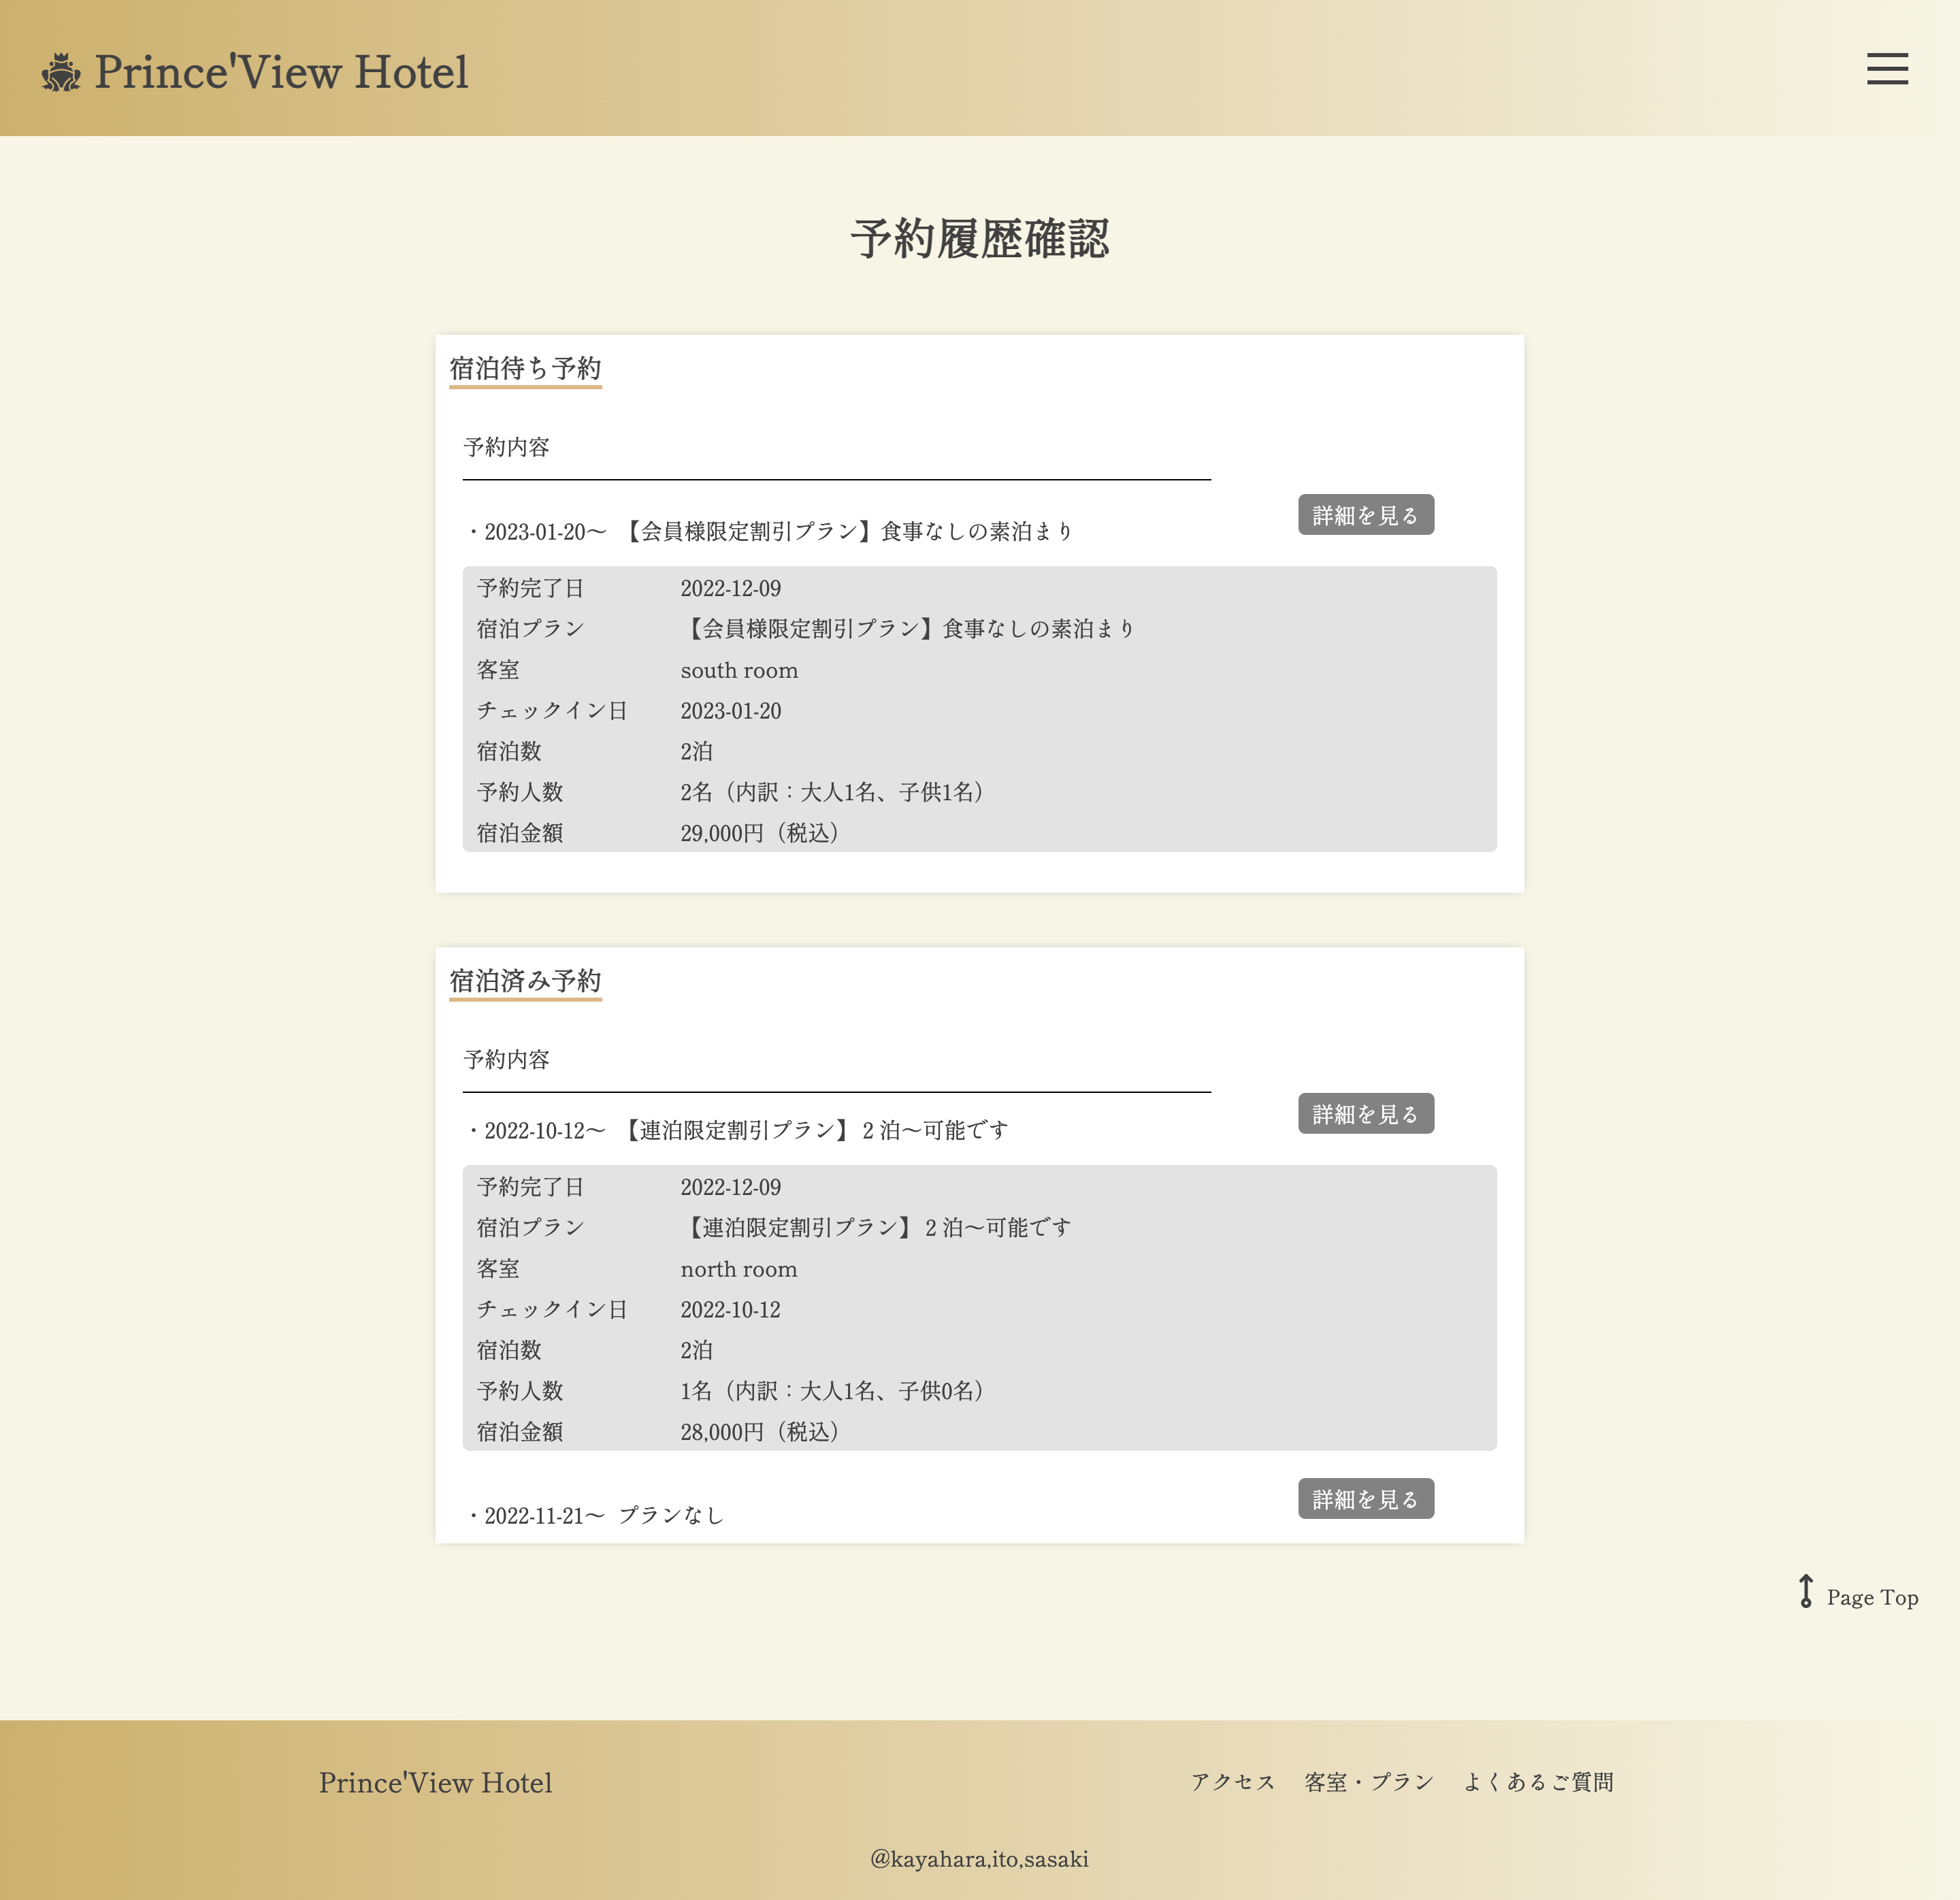 Prince'View Hotel
予約履歴確認
宿泊待ち予約
予約内容
・2023-01-20〜 【会員様限定割引プラン】食事なしの素泊まり
詳細を見る
予約完了日 2022-12-09
宿泊プラン 【会員様限定割引プラン】食事なしの素泊まり
客室 south room
チェックイン日 2023-01-20
宿泊数 2泊
予約人数 2名（内訳：大人1名、子供1名）
宿泊金額 29,000円（税込）
宿泊済み予約
予約内容
・2022-10-12〜 【連泊限定割引プラン】２泊〜可能です
詳細を見る
予約完了日 2022-12-09
宿泊プラン 【連泊限定割引プラン】２泊〜可能です
客室 north room
チェックイン日 2022-10-12
宿泊数 2泊
予約人数 1名（内訳：大人1名、子供0名）
宿泊金額 28,000円（税込）
・2022-11-21〜 プランなし
詳細を見る
Page Top
Prince'View Hotel
アクセス 客室・プラン よくあるご質問
@kayahara,ito,sasaki